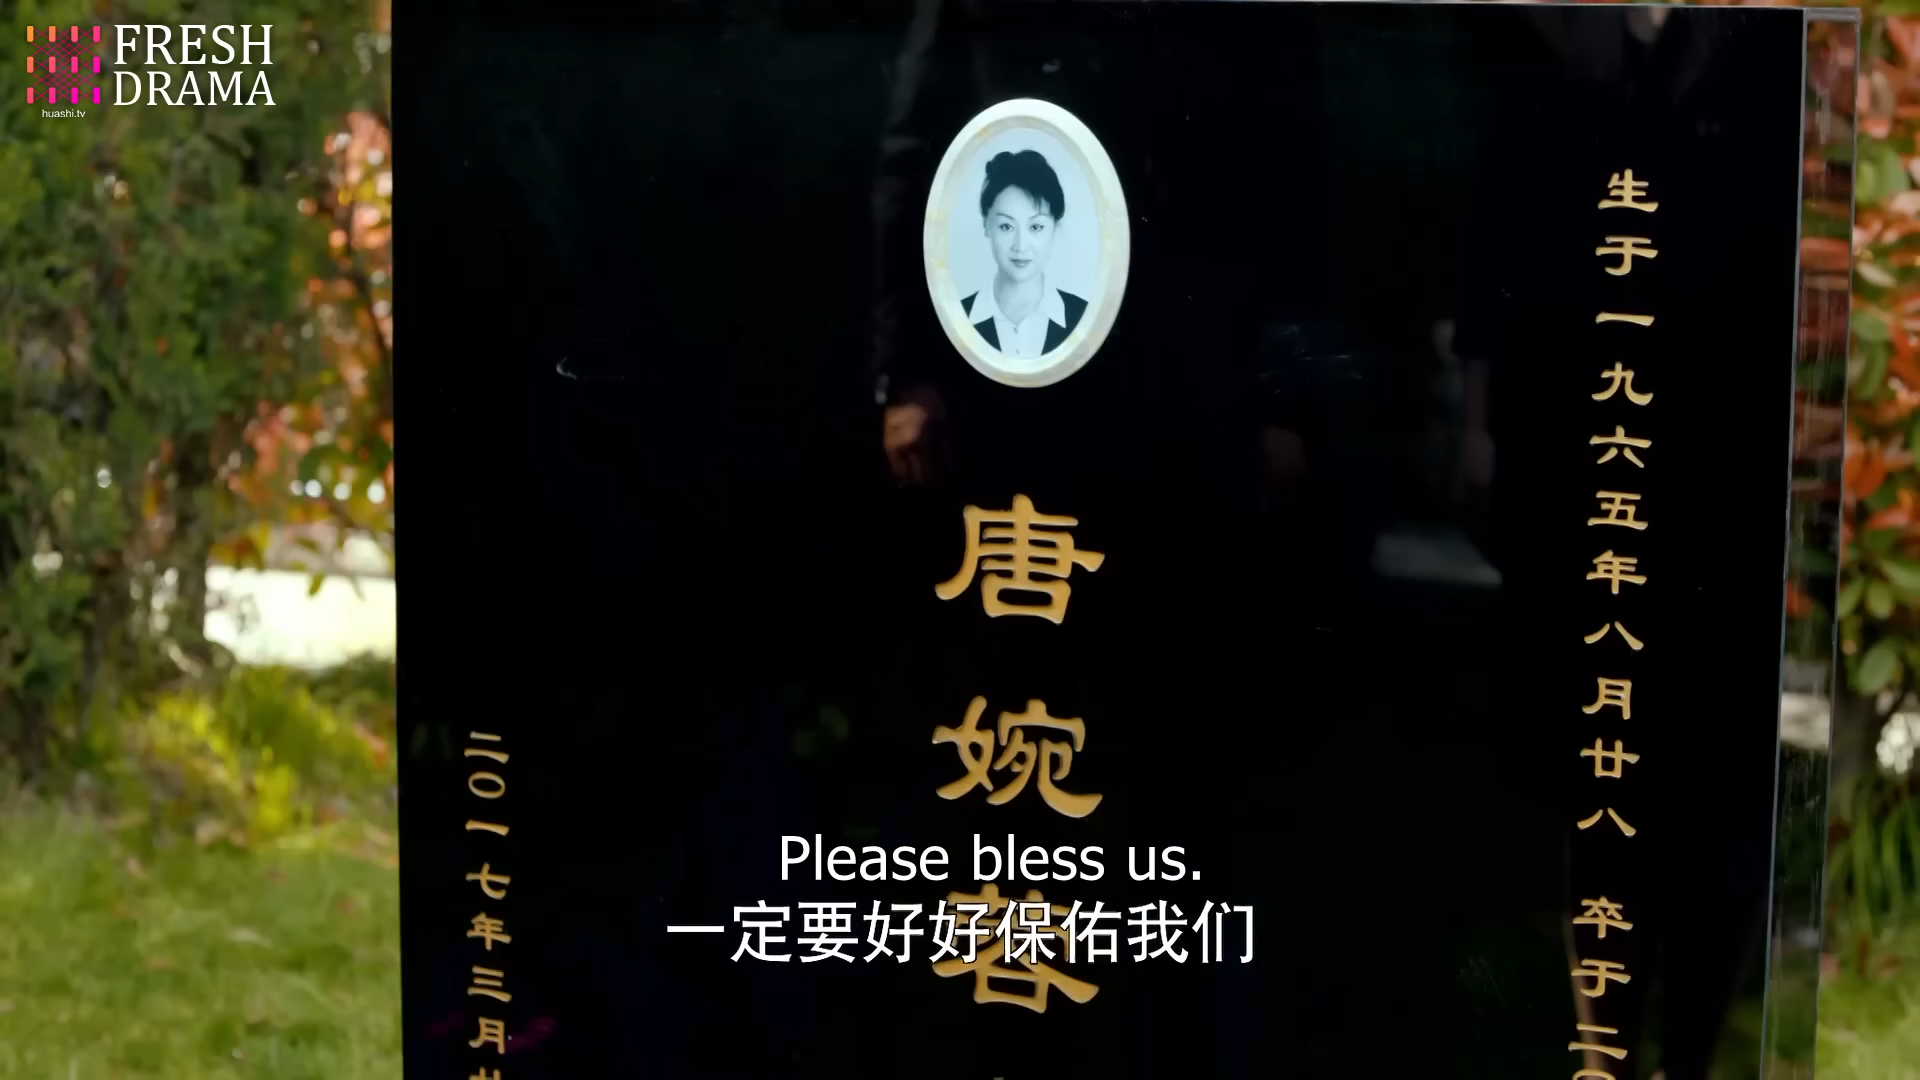 FRESH
DRAMA
huashi.tv
生于一九六五年八月廿八 卒于二〇
唐婉蓉
二〇一七年三月廿
Please bless us.
一定要好好保佑我们